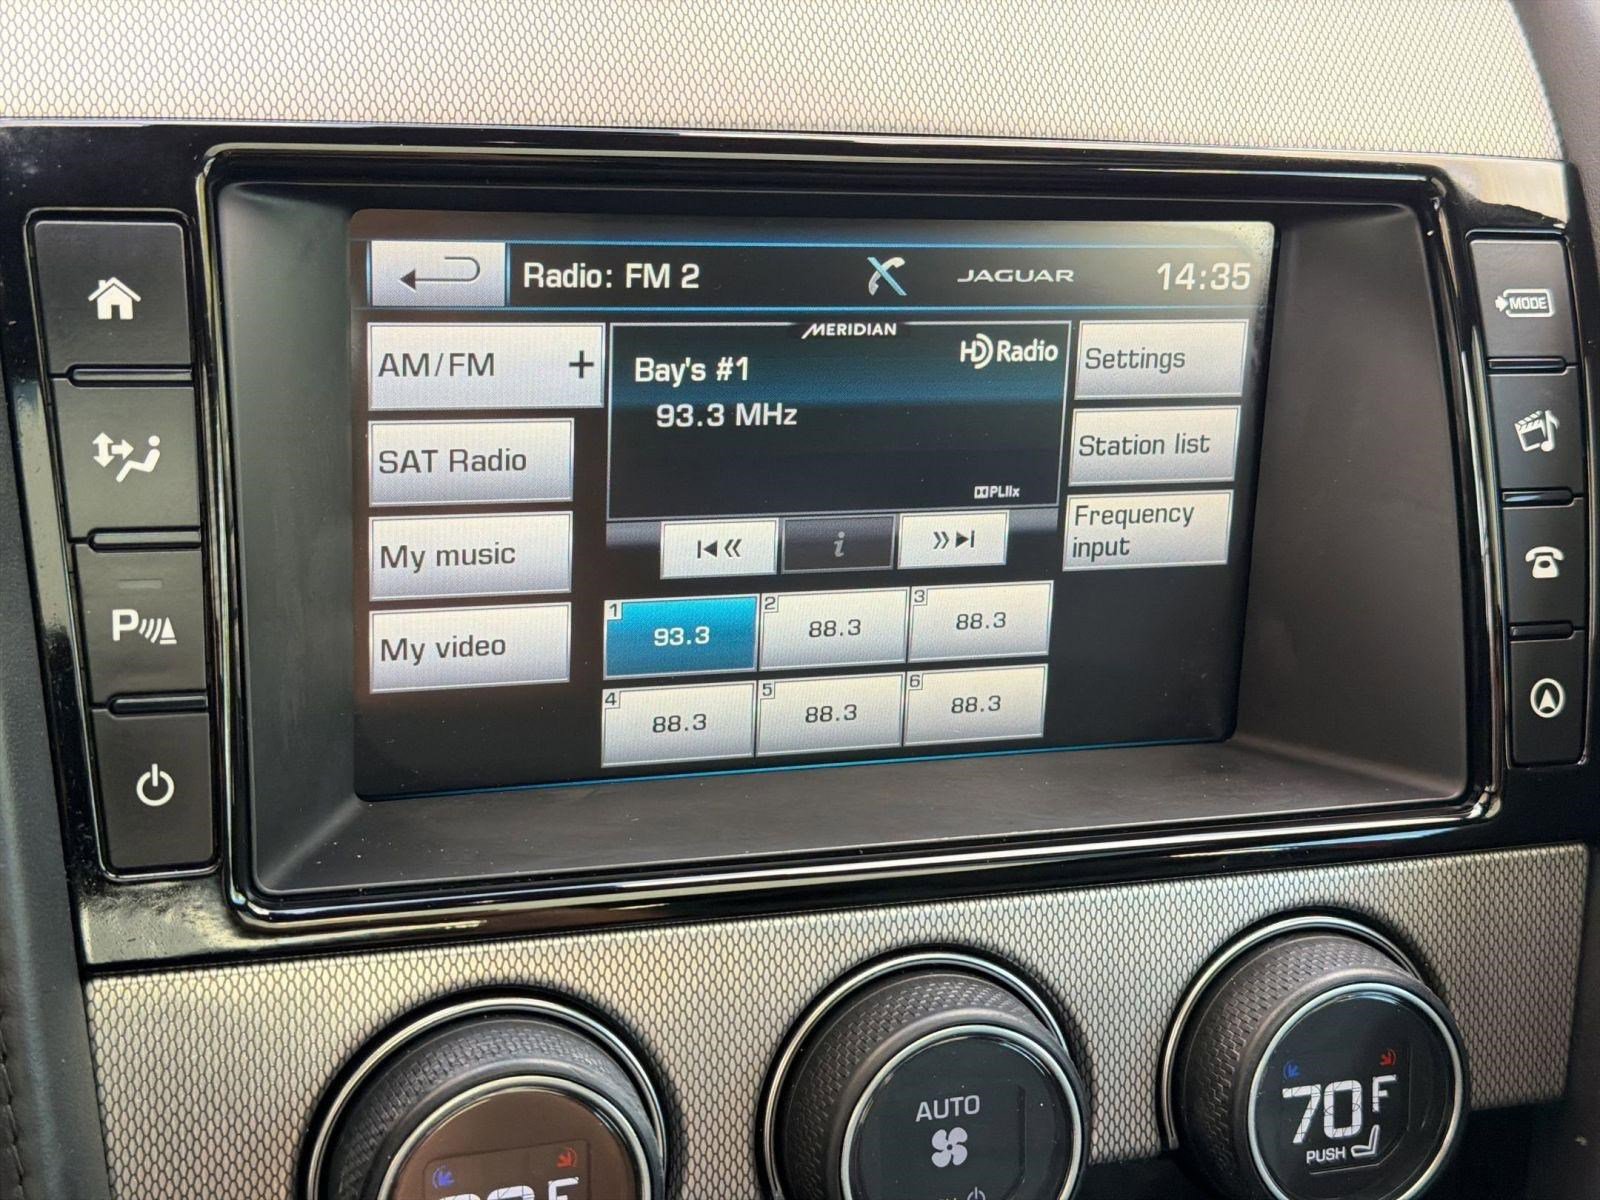 Radio: FM 2
JAGUAR
14:35
MODE
AM/FM +
MERIDIAN
HD Radio
Bay's #1
93.3 MHz
Settings
SAT Radio
Station list
PLIIx
My music
i
Frequency
input
P
My video
1 93.3
2 88.3
3 88.3
4 88.3
5 88.3
6 88.3
AUTO
70 F
PUSH
F